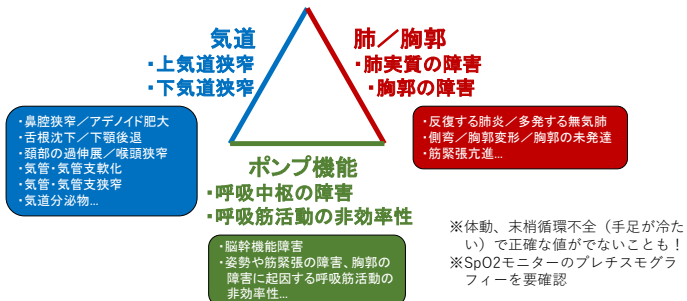 気道
・上気道狭窄
・下気道狭窄
肺／胸郭
・肺実質の障害
・胸郭の障害
・鼻腔狭窄／アデノイド肥大
・舌根沈下／下顎後退
・頚部の過伸展／喉頭狭窄
・気管・気管支軟化
・気管・気管支狭窄
・気道分泌物…
・反復する肺炎／多発する無気肺
・側弯／胸郭変形／胸郭の未発達
・筋緊張亢進…
ポンプ機能
・呼吸中枢の障害
・呼吸筋活動の非効率性
・脳幹機能障害
・姿勢や筋緊張の障害、胸郭の
障害に起因する呼吸筋活動の
非効率性…
※体動、末梢循環不全（手足が冷た
い）で正確な値がでないことも！
※SpO2モニターのプレチスモグラ
フィーを要確認